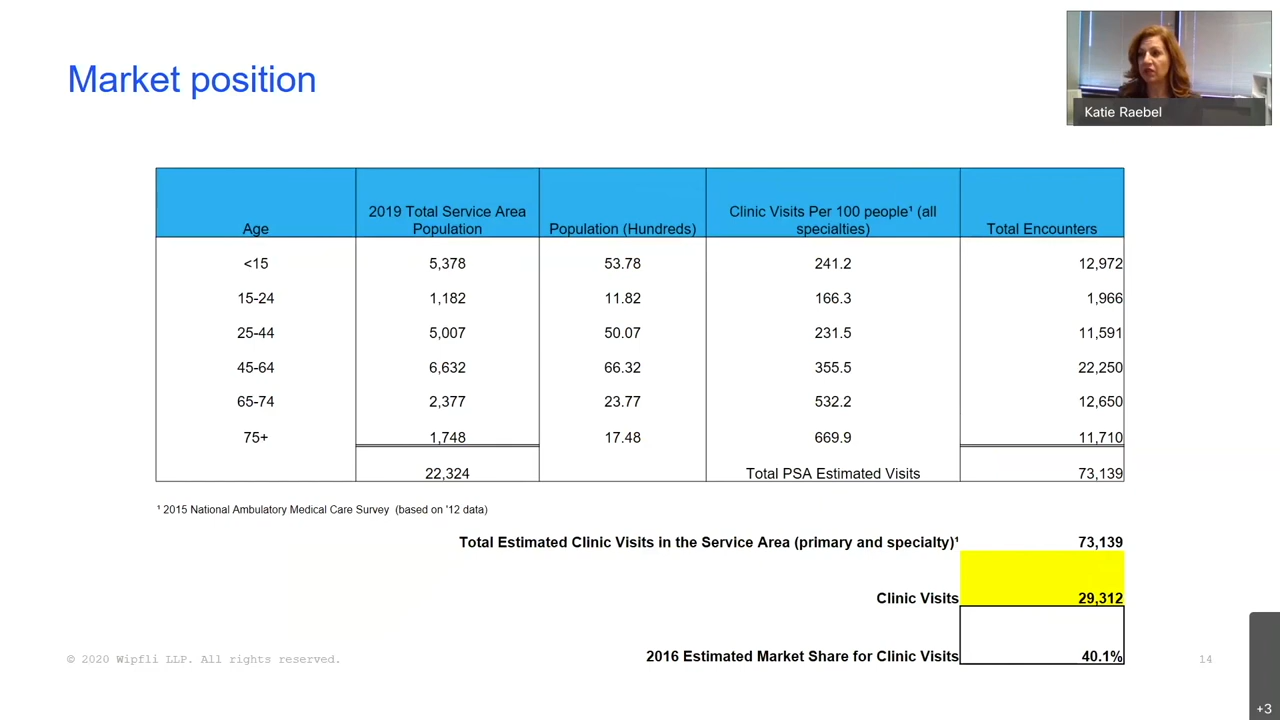 Katie Raebel
Market position
2019 Total Service Area
Population
Clinic Visits Per 100 people¹ (all
specialties)
Age
Population (Hundreds)
Total Encounters
<15 5,378 53.78 241.2 12,972
15-24 1,182 11.82 166.3 1,966
25-44 5,007 50.07 231.5 11,591
45-64 6,632 66.32 355.5 22,250
65-74 2,377 23.77 532.2 12,650
75+ 1,748 17.48 669.9 11,710
22,324 Total PSA Estimated Visits 73,139
¹ 2015 National Ambulatory Medical Care Survey (based on '12 data)
Total Estimated Clinic Visits in the Service Area (primary and specialty)¹ 73,139
Clinic Visits 29,312
2016 Estimated Market Share for Clinic Visits 40.1%
© 2020 Wipfli LLP. All rights reserved.
14
+3